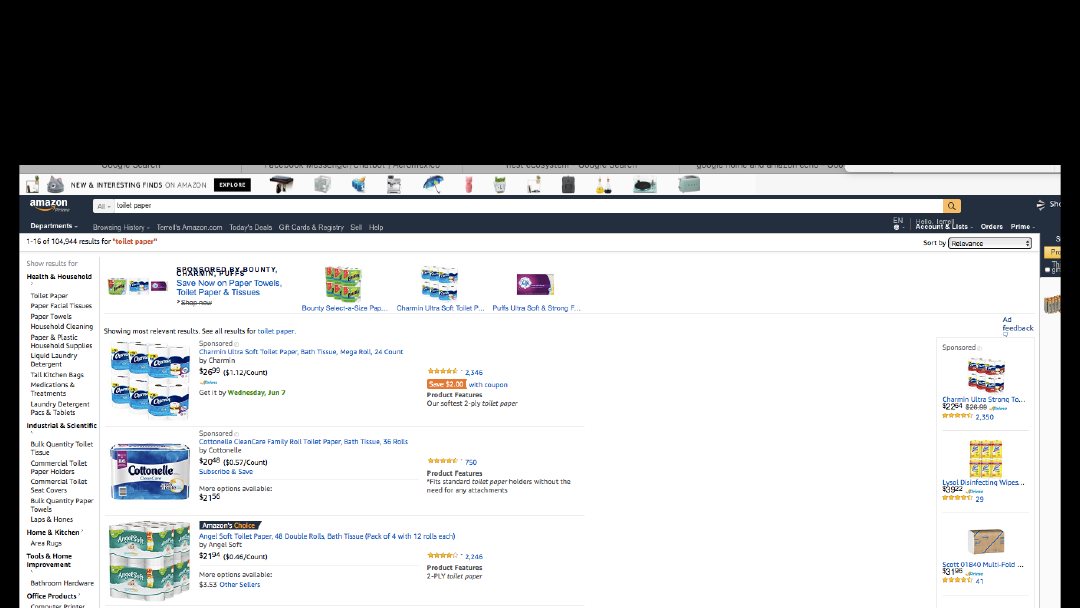 NEW & INTERESTING FINDS ON AMAZON EXPLORE
amazon
Prime
All
toilet paper
Departments
Browsing History
Terrell's Amazon.com
Today's Deals
Gift Cards & Registry
Sell
Help
EN
Hello, Terrell
Account & Lists
Orders
Prime
1-16 of 104,944 results for "toilet paper"
Sort by Relevance
Show results for
Health & Household
Toilet Paper
Paper Facial Tissues
Paper Towels
Household Cleaning
Paper & Plastic
Household Supplies
Liquid Laundry
Detergent
Tall Kitchen Bags
Medications &
Treatments
Laundry Detergent
Pacs & Tablets
Industrial & Scientific
Bulk Quantity Toilet
Tissue
Commercial Toilet
Paper Holders
Commercial Toilet
Seat Covers
Bulk Quantity Paper
Towels
Laps & Hones
Home & Kitchen
Area Rugs
Tools & Home
Improvement
Bathroom Hardware
Office Products
Computer Printer
SPONSORED BY BOUNTY,
CHARMIN, PUFFS
Save Now on Paper Towels,
Toilet Paper & Tissues
Shop now
Bounty Select-a-Size Pap...
Charmin Ultra Soft Toilet P...
Puffs Ultra Soft & Strong F...
Showing most relevant results. See all results for toilet paper.
Sponsored
Charmin Ultra Soft Toilet Paper, Bath Tissue, Mega Roll, 24 Count
by Charmin
$26.99 ($1.12/Count)
Get it by Wednesday, Jun 7
2,346
Save $2.00 with coupon
Product Features
Our softest 2-ply toilet paper
Sponsored
Cottonelle CleanCare Family Roll Toilet Paper, Bath Tissue, 36 Rolls
by Cottonelle
$20.48 ($0.57/Count)
Subscribe & Save
More options available:
$21.56
750
Product Features
*Fits standard toilet paper holders without the
need for any attachments
Cottonelle
CleanCare
Amazon's Choice
Angel Soft Toilet Paper, 48 Double Rolls, Bath Tissue (Pack of 4 with 12 rolls each)
by Angel Soft
$21.94 ($0.46/Count)
More options available:
$3.53 Other Sellers
2,246
Product Features
2-PLY toilet paper
Ad
feedback
Sponsored
Charmin Ultra Strong To...
$22.64 $26.99
2,350
Lysol Disinfecting Wipes...
$39.22
29
Scott 01840 Multi-Fold ...
$31.96
41